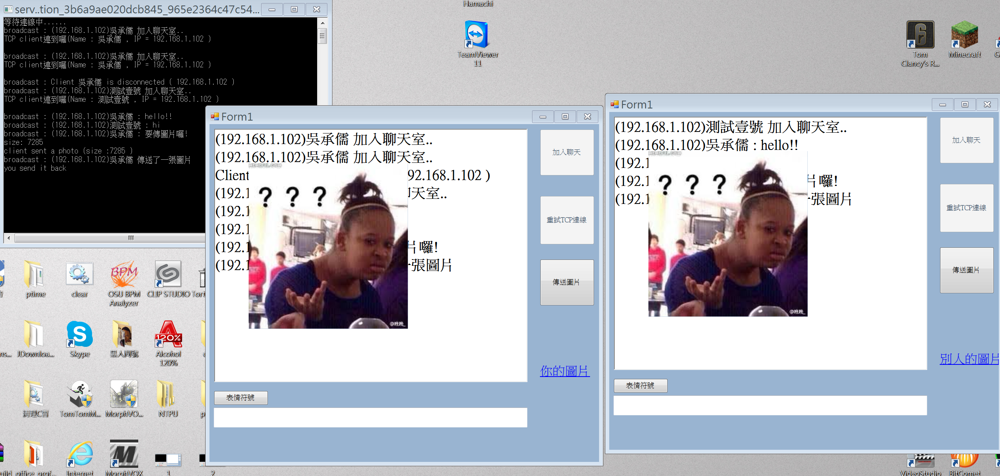 serv..tion_3b6a9ae020dcb845_965e2364c47c54...
等待連線中......
broadcast : (192.168.1.102)吳承儒 加入聊天室..
TCP client連到囉(Name : 吳承儒 , IP = 192.168.1.102 )
broadcast : (192.168.1.102)吳承儒 加入聊天室..
TCP client連到囉(Name : 吳承儒 , IP = 192.168.1.102 )
broadcast : Client 吳承儒 is disconnected ( 192.168.1.102 )
broadcast : (192.168.1.102)測試壹號 加入聊天室..
TCP client連到囉(Name : 測試壹號 , IP = 192.168.1.102 )
broadcast : (192.168.1.102)吳承儒 : hello!!
broadcast : (192.168.1.102)測試壹號 : hi
broadcast : (192.168.1.102)吳承儒 : 要傳圖片囉!
size: 7285
client sent a photo (size :7285 )
broadcast : (192.168.1.102)吳承儒 傳送了一張圖片
you send it back
Hamachi
TeamViewer
11
Tom
Clancy's R...
Minecraft
G
Form1
(192.168.1.102)吳承儒 加入聊天室..
(192.168.1.102)吳承儒 加入聊天室..
Client 92.168.1.102 )
(192.1 天室..
(192.1
(192.1
(192.1 片囉!
(192.1 張圖片
MEMEFUL.COM
? ? ?
加入聊天
重試TCP連線
傳送圖片
你的圖片
表情符號
Form1
(192.168.1.102)測試壹號 加入聊天室..
(192.168.1.102)吳承儒 : hello!!
(192.1
(192.1 片囉!
(192.1 張圖片
MEMEFUL.COM
? ? ?
加入聊天
重試TCP連線
傳送圖片
別人的圖片
表情符號
ptime
clear
BPM
OSU BPM
Analyzer
CLIP STUDIO
Tort
ns...
JDownloa...
Skype
黑人問號
120%
Alcohol
120%
清理C曹
TomTomM...
MorphVO...
NTPU
uild
office_prof...
Internet
MorphVOX
1
2
VideoStudio
BitComet